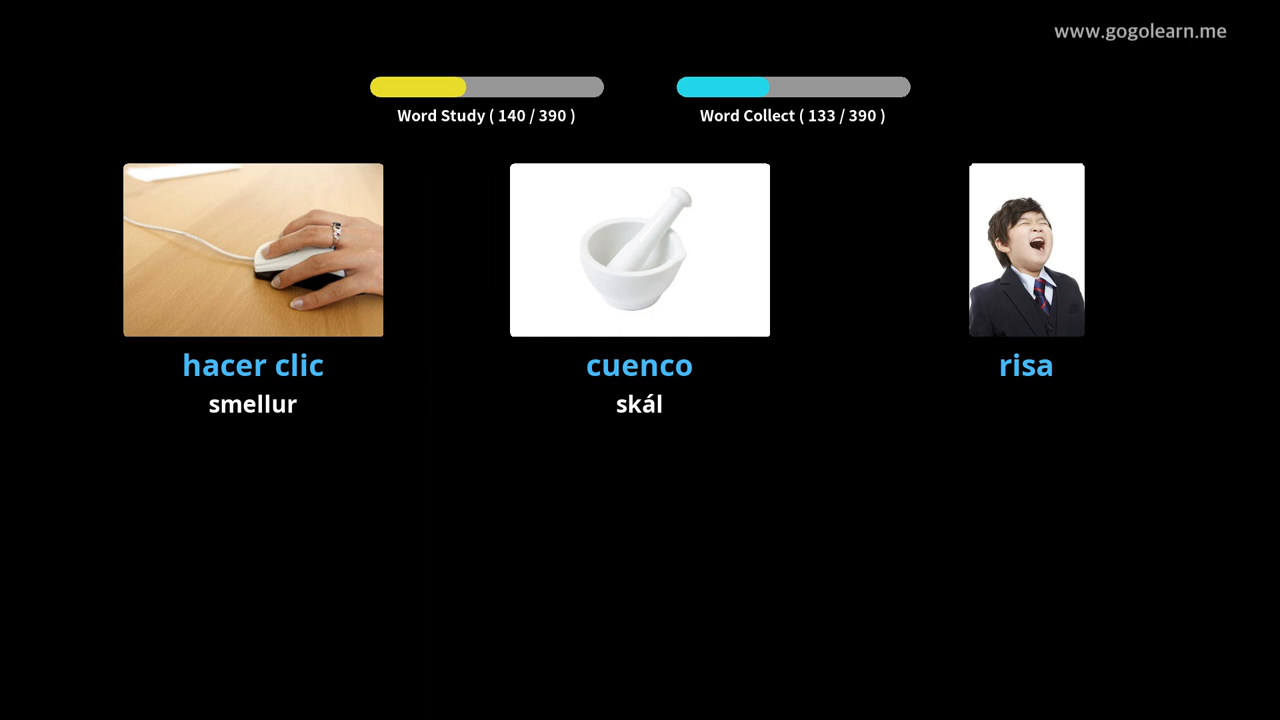 www.gogolearn.me
Word Study ( 140 / 390 )
Word Collect ( 133 / 390 )
hacer clic
smellur
cuenco
skál
risa